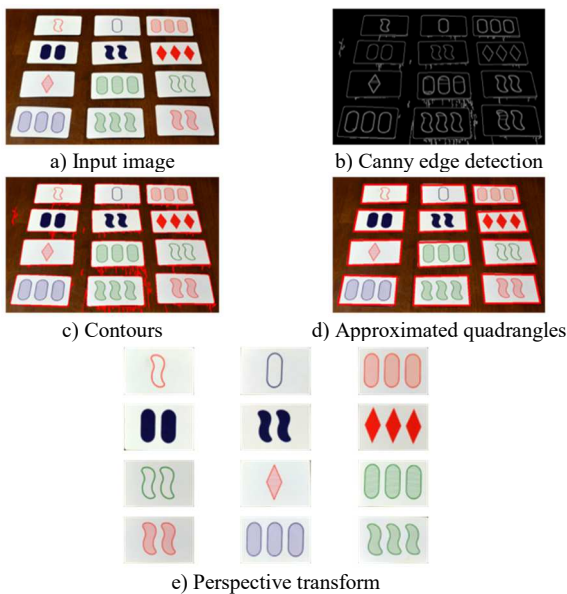 a) Input image
b) Canny edge detection
c) Contours
d) Approximated quadrangles
e) Perspective transform